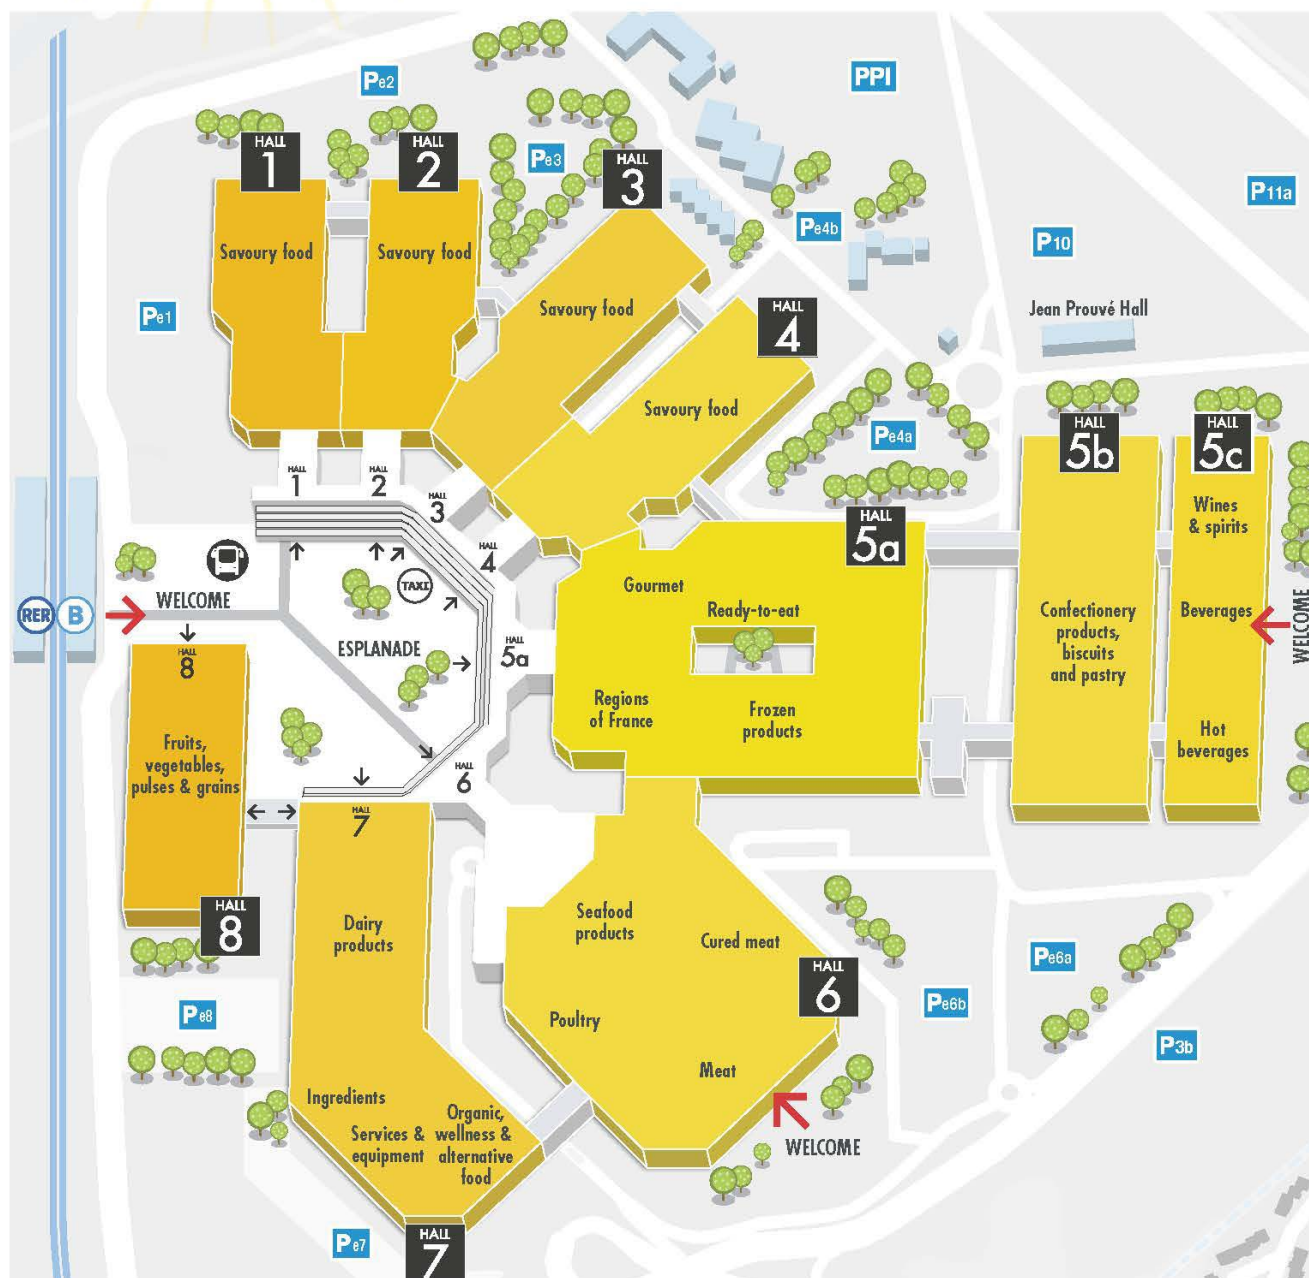 Pe2
PPI
HALL
1
HALL
2
Pe3
HALL
3
P11a
Pe4b
P10
Savoury food
Savoury food
Savoury food
Pe1
Jean Prouvé Hall
HALL
4
Savoury food
Pe4a
HALL
5b
HALL
5c
HALL
1
HALL
2
HALL
3
HALL
4
Wines
& spirits
HALL
5a
TAXI
Gourmet
WELCOME
RER
B
Ready-to-eat
Confectionery
products,
biscuits
and pastry
Beverages
WELCOME
ESPLANADE
HALL
5a
HALL
8
Regions
of France
Frozen
products
Hot
beverages
Fruits,
vegetables,
pulses & grains
HALL
6
HALL
7
HALL
8
Dairy
products
Seafood
products
Cured meat
Pe6a
HALL
6
Pe6b
Pe8
Poultry
P3b
Meat
Ingredients
Services &
equipment
Organic,
wellness &
alternative
food
WELCOME
Pe7
HALL
7